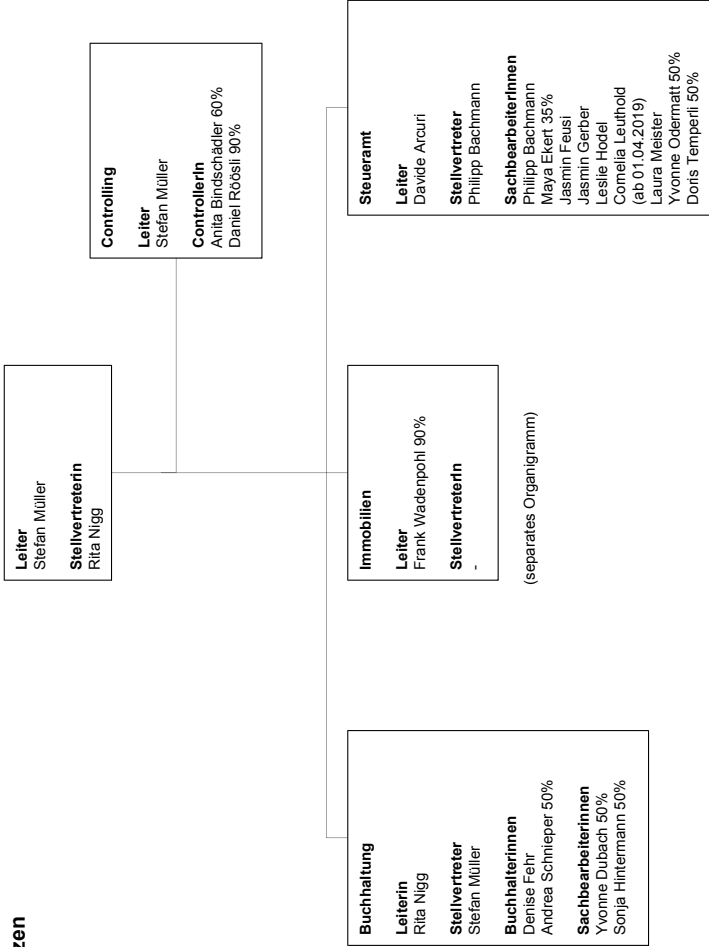 zen
Leiter
Stefan Müller
Stellvertreterin
Rita Nigg
Controlling
Leiter
Stefan Müller
ControllerIn
Anita Bindschädler 60%
Daniel Röösli 90%
Buchhaltung
Leiterin
Rita Nigg
Stellvertreter
Stefan Müller
Buchhalterinnen
Denise Fehr
Andrea Schnieper 50%
Sachbearbeiterinnen
Yvonne Dubach 50%
Sonja Hintermann 50%
Immobilien
Leiter
Frank Wadenpohl 90%
StellvertreterIn
-
(separates Organigramm)
Steueramt
Leiter
Davide Arcuri
Stellvertreter
Philipp Bachmann
SachbearbeiterInnen
Philipp Bachmann
Maya Ekert 35%
Jasmin Feusi
Jasmin Gerber
Leslie Hodel
Cornelia Leuthold
(ab 01.04.2019)
Laura Meister
Yvonne Odermatt 50%
Doris Temperli 50%